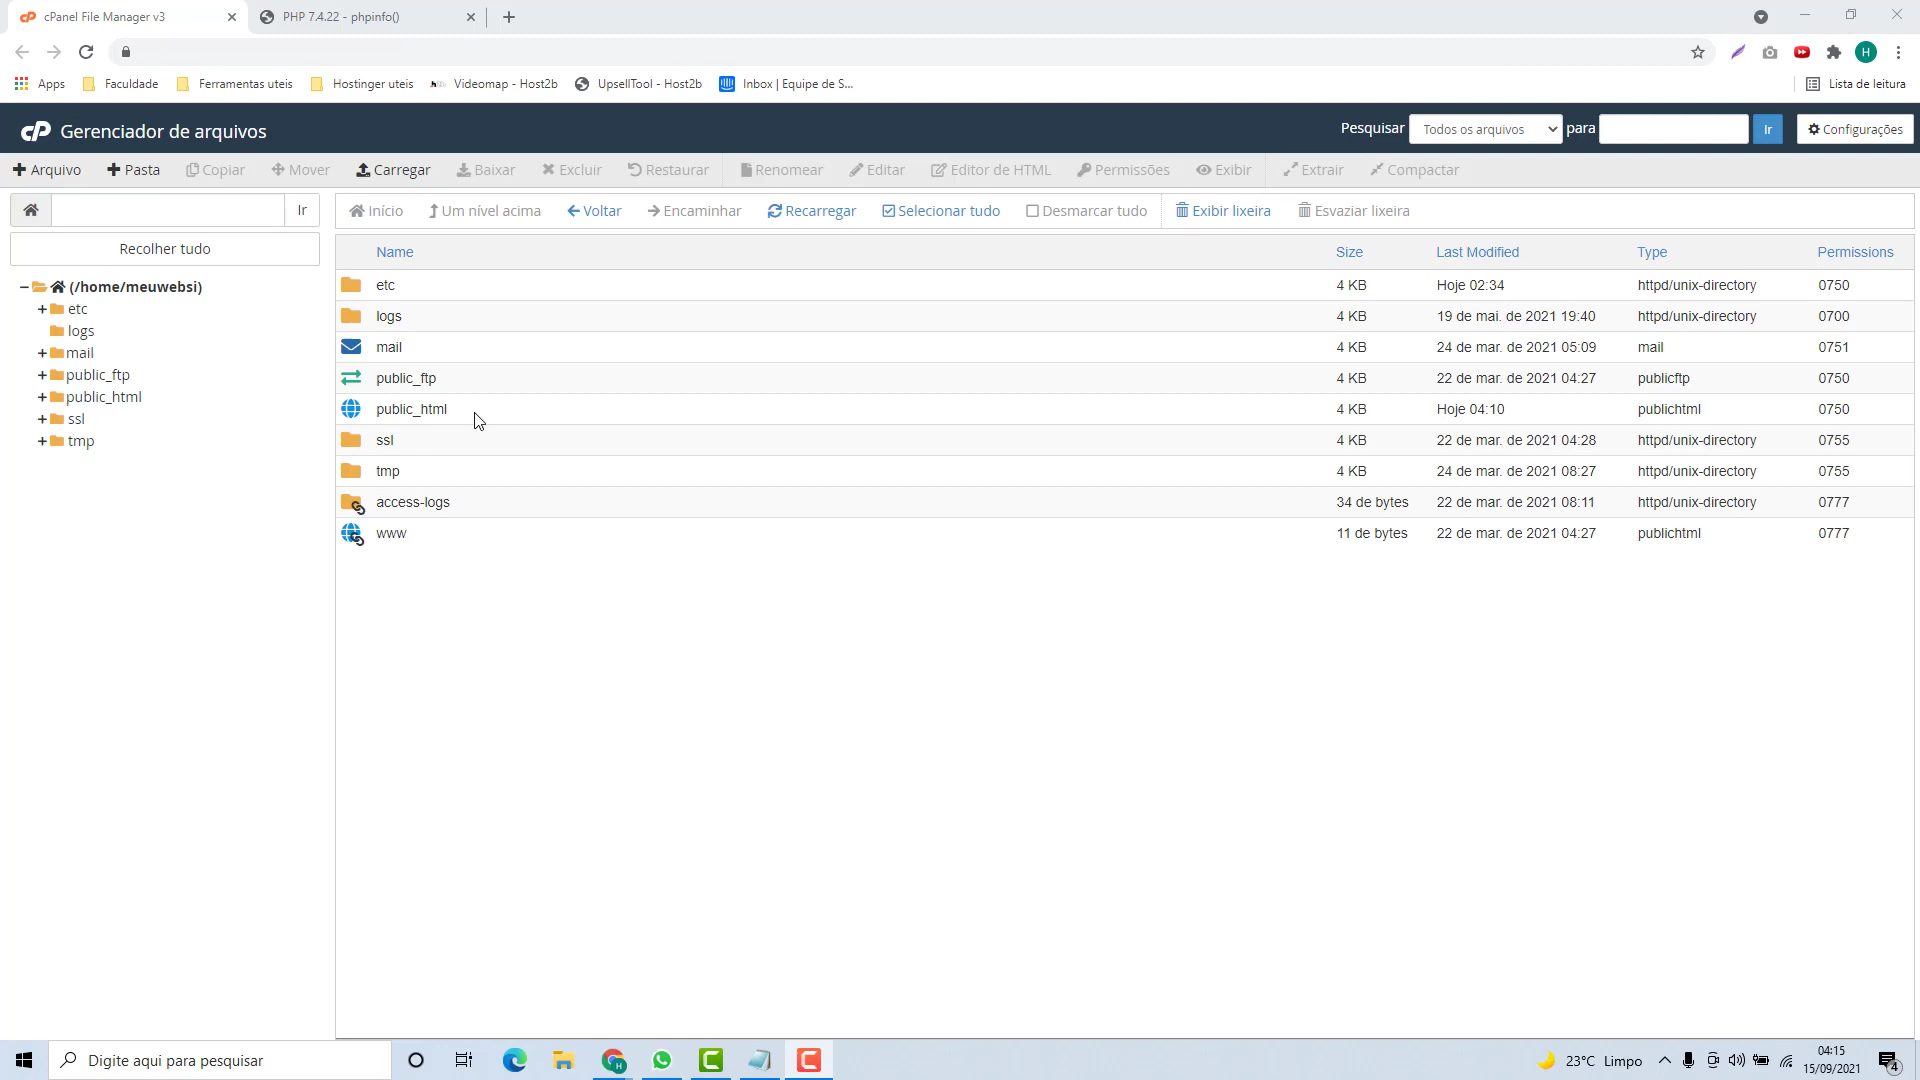 cPanel File Manager v3
PHP 7.4.22 - phpinfo()
Apps
Faculdade
Ferramentas uteis
Hostinger uteis
Videomap - Host2b
UpsellTool - Host2b
Inbox | Equipe de S...
Lista de leitura
H
cP Gerenciador de arquivos
Pesquisar Todos os arquivos para Ir Configurações
Arquivo Pasta Copiar Mover Carregar Baixar Excluir Restaurar Renomear Editar Editor de HTML Permissões Exibir Extrair Compactar
Ir
Início Um nível acima Voltar Encaminhar Recarregar Selecionar tudo Desmarcar tudo Exibir lixeira Esvaziar lixeira
Recolher tudo
(/home/meuwebsi)
etc
logs
mail
public_ftp
public_html
ssl
tmp
Name Size Last Modified Type Permissions
etc 4 KB Hoje 02:34 httpd/unix-directory 0750
logs 4 KB 19 de mai. de 2021 19:40 httpd/unix-directory 0700
mail 4 KB 24 de mar. de 2021 05:09 mail 0751
public_ftp 4 KB 22 de mar. de 2021 04:27 publicftp 0750
public_html 4 KB Hoje 04:10 publichtml 0750
ssl 4 KB 22 de mar. de 2021 04:28 httpd/unix-directory 0755
tmp 4 KB 24 de mar. de 2021 08:27 httpd/unix-directory 0755
access-logs 34 de bytes 22 de mar. de 2021 08:11 httpd/unix-directory 0777
www 11 de bytes 22 de mar. de 2021 04:27 publichtml 0777
Digite aqui para pesquisar
23°C Limpo
04:15
15/09/2021
4